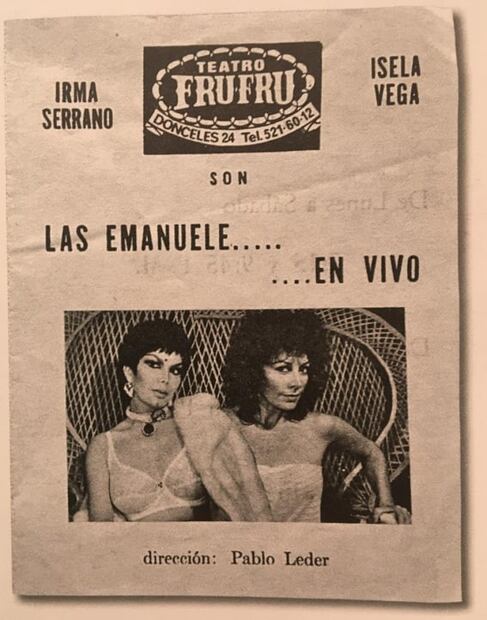 IRMA
SERRANO
TEATRO
FRU-FRU
DONCELES 24 Tel. 521-60-12
ISELA
VEGA
SON
LAS EMANUELE.....
....EN VIVO
dirección: Pablo Leder